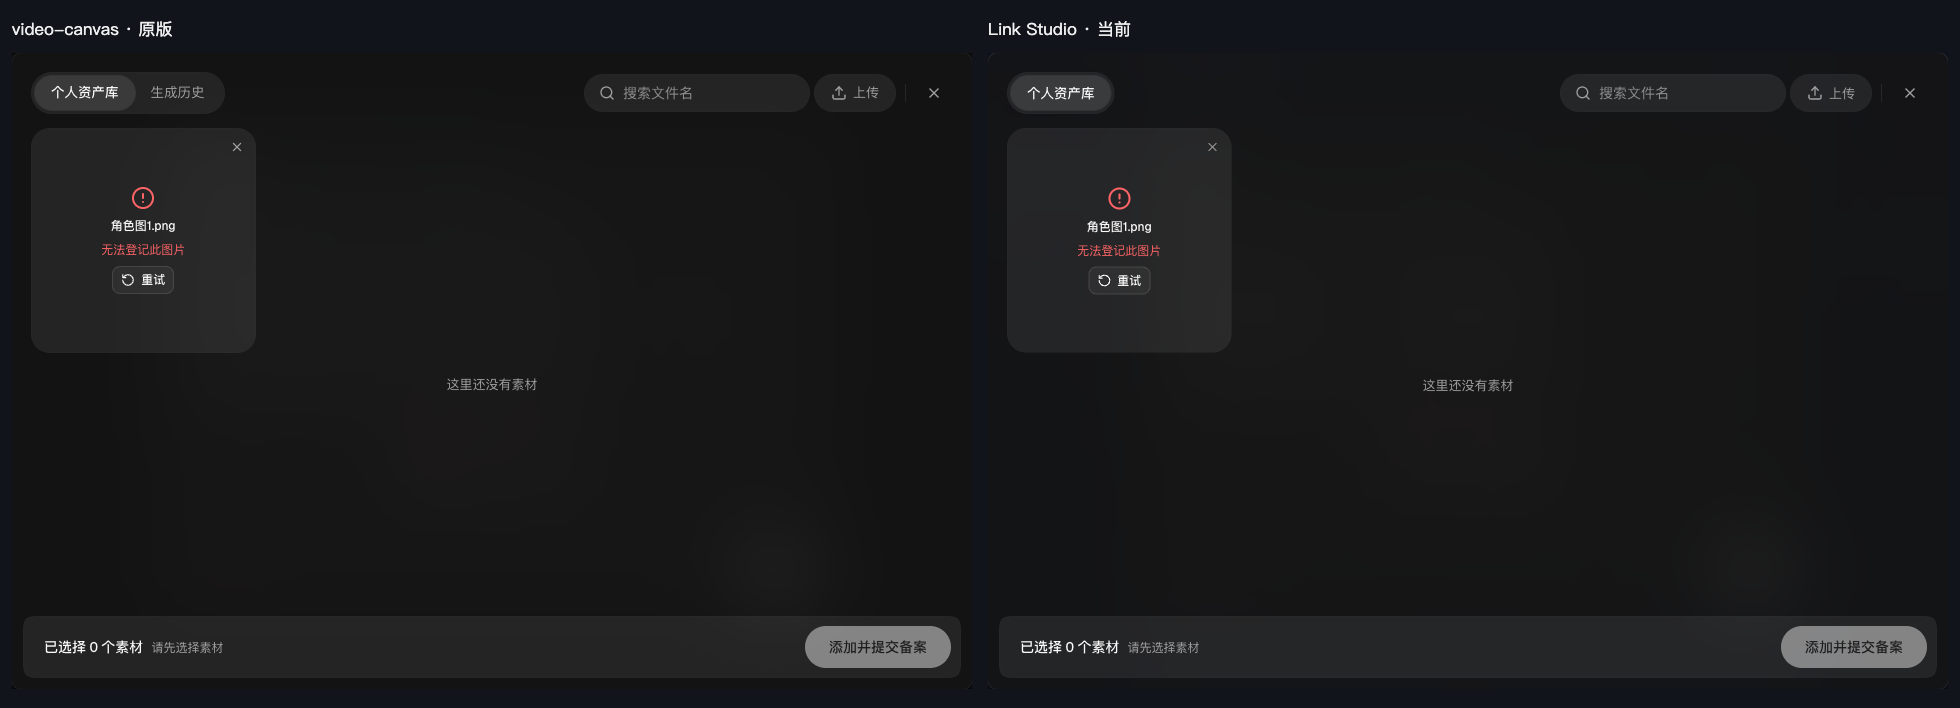 video-canvas · 原版
个人资产库 生成历史 搜索文件名 上传
角色图1.png
无法登记此图片
重试
这里还没有素材
已选择 0 个素材 请先选择素材 添加并提交备案
Link Studio · 当前
个人资产库 搜索文件名 上传
角色图1.png
无法登记此图片
重试
这里还没有素材
已选择 0 个素材 请先选择素材 添加并提交备案